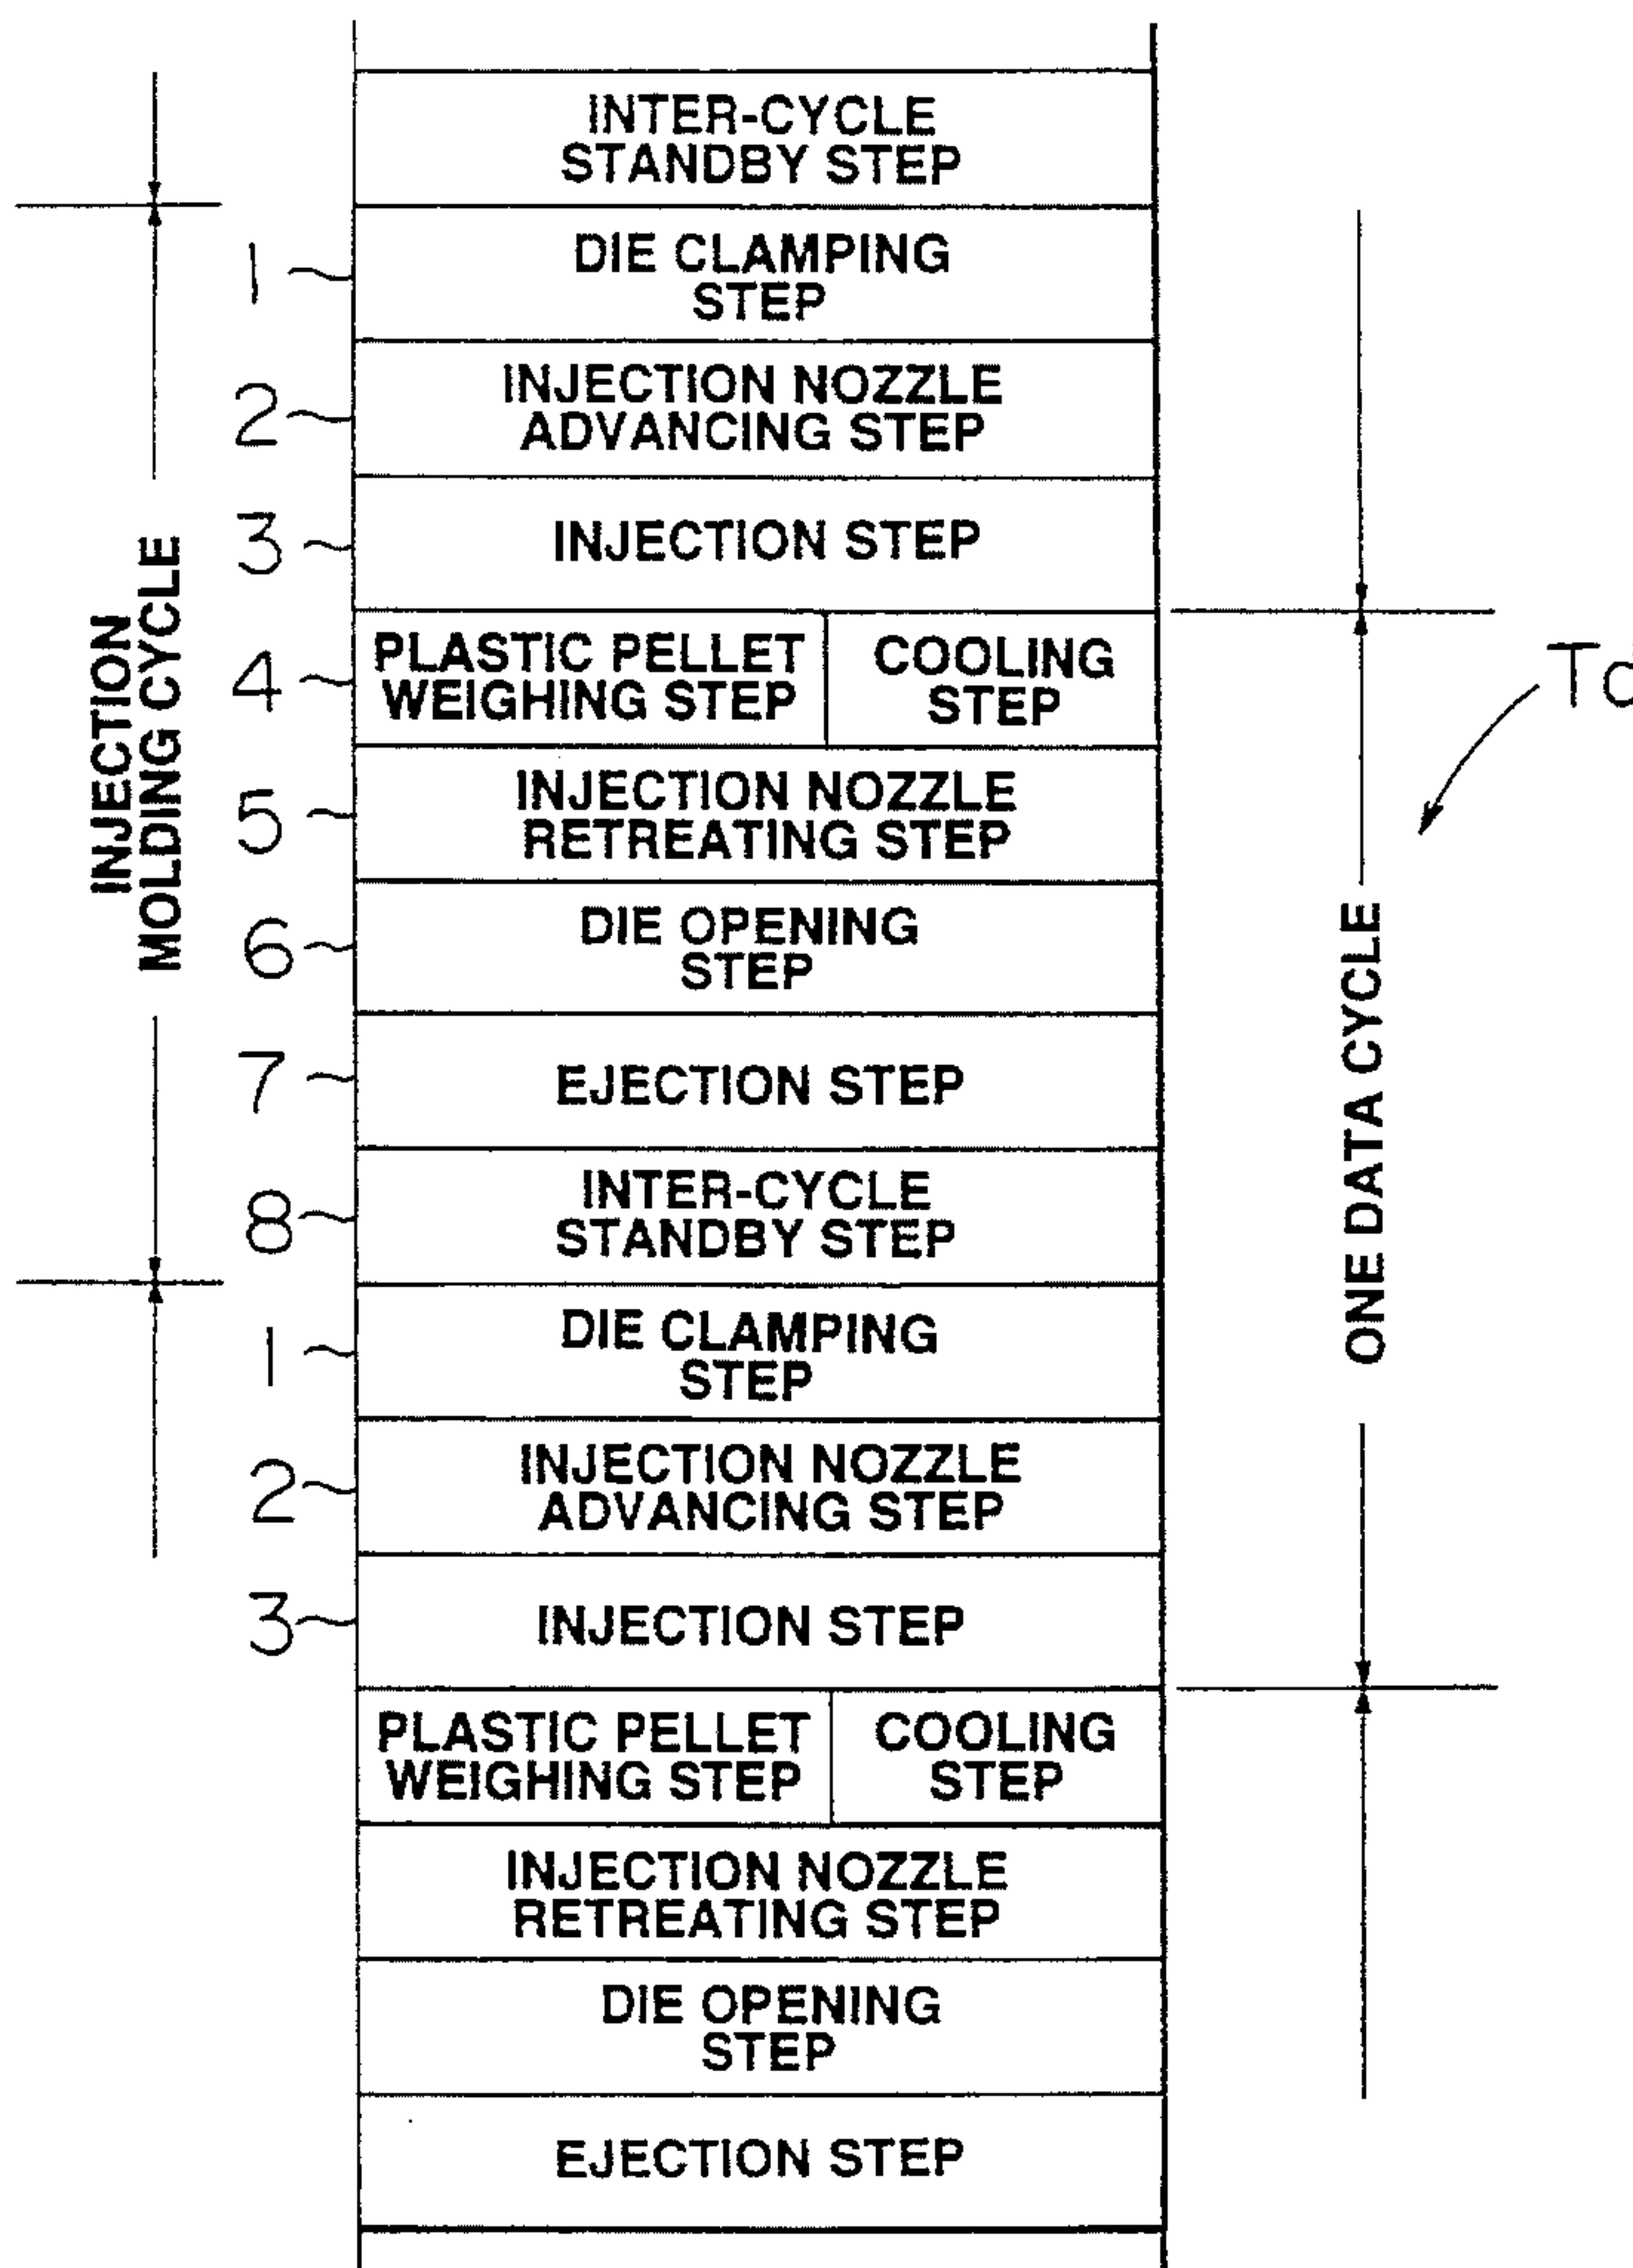 INTER-CYCLE
STANDBY STEP
1
DIE CLAMPING
STEP
2
INJECTION NOZZLE
ADVANCING STEP
3
INJECTION STEP
INJECTION
MOLDING CYCLE
4
PLASTIC PELLET
WEIGHING STEP
COOLING
STEP
Td
5
INJECTION NOZZLE
RETREATING STEP
6
DIE OPENING
STEP
7
EJECTION STEP
ONE DATA CYCLE
8
INTER-CYCLE
STANDBY STEP
1
DIE CLAMPING
STEP
2
INJECTION NOZZLE
ADVANCING STEP
3
INJECTION STEP
PLASTIC PELLET
WEIGHING STEP
COOLING
STEP
INJECTION NOZZLE
RETREATING STEP
DIE OPENING
STEP
EJECTION STEP